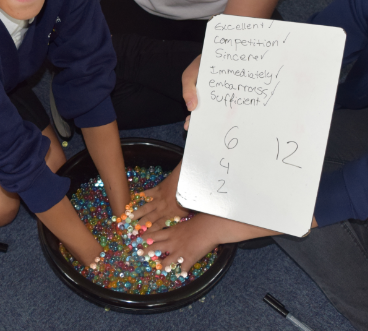 Excellent ✓
Competition ✓
Sincere ✓
Immediately ✓
embarrass ✓
Sufficient ✓
6
4
2
12